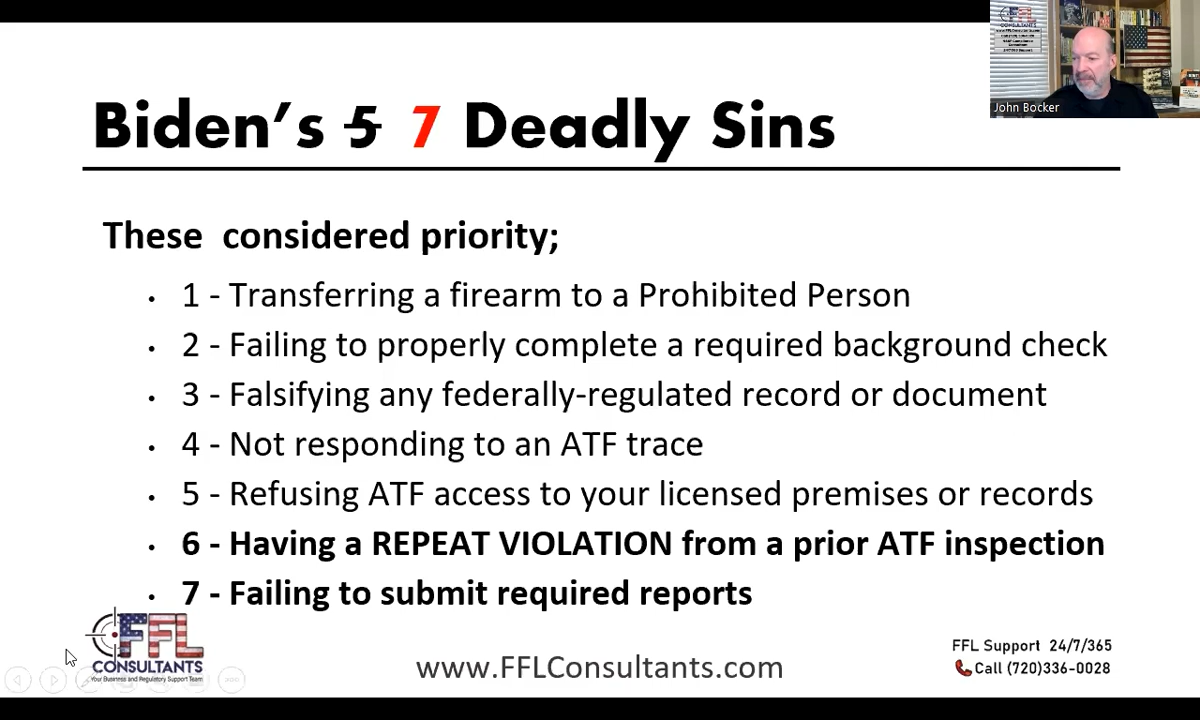 FFL
CONSULTANTS
John Bocker
Biden's 5 7 Deadly Sins
These considered priority;
• 1 - Transferring a firearm to a Prohibited Person
• 2 - Failing to properly complete a required background check
• 3 - Falsifying any federally-regulated record or document
• 4 - Not responding to an ATF trace
• 5 - Refusing ATF access to your licensed premises or records
• 6 - Having a REPEAT VIOLATION from a prior ATF inspection
• 7 - Failing to submit required reports
FFL
CONSULTANTS
Your Business and Regulatory Support Team
www.FFLConsultants.com
FFL Support 24/7/365
Call (720)336-0028